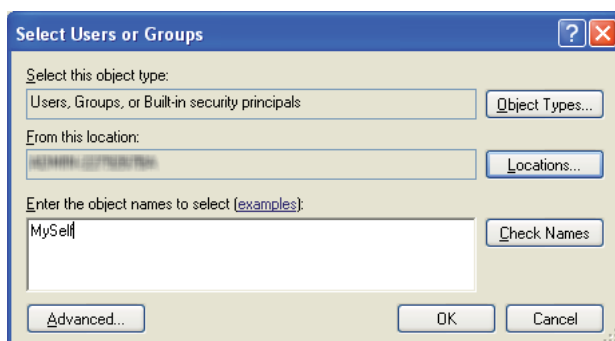 Select Users or Groups
Select this object type:
Users, Groups, or Built-in security principals
Object Types...
From this location:
Locations...
Enter the object names to select (examples):
MySelf
Check Names
Advanced...
OK
Cancel